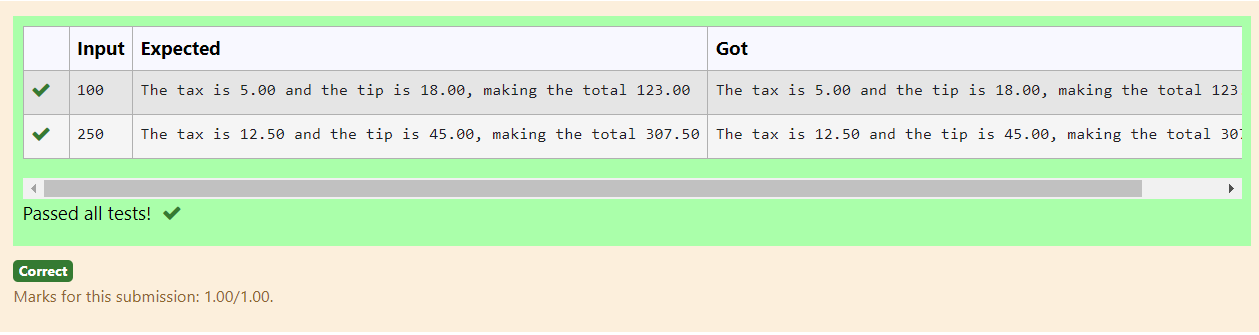 Input Expected Got
100 The tax is 5.00 and the tip is 18.00, making the total 123.00 The tax is 5.00 and the tip is 18.00, making the total 123
250 The tax is 12.50 and the tip is 45.00, making the total 307.50 The tax is 12.50 and the tip is 45.00, making the total 307
Passed all tests!
Correct
Marks for this submission: 1.00/1.00.